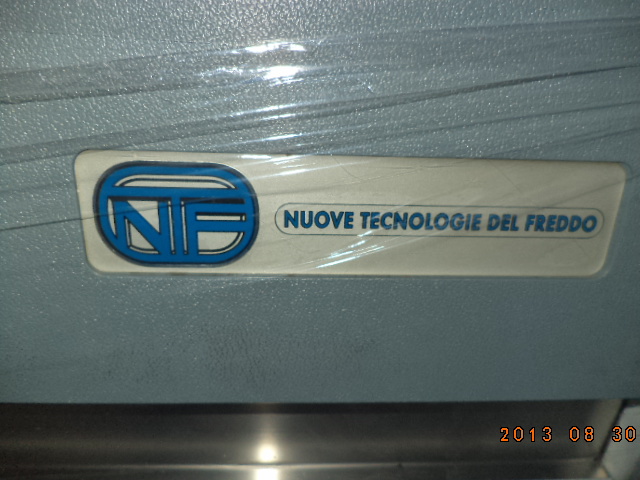 NTF NUOVE TECNOLOGIE DEL FREDDO
2013 08 30